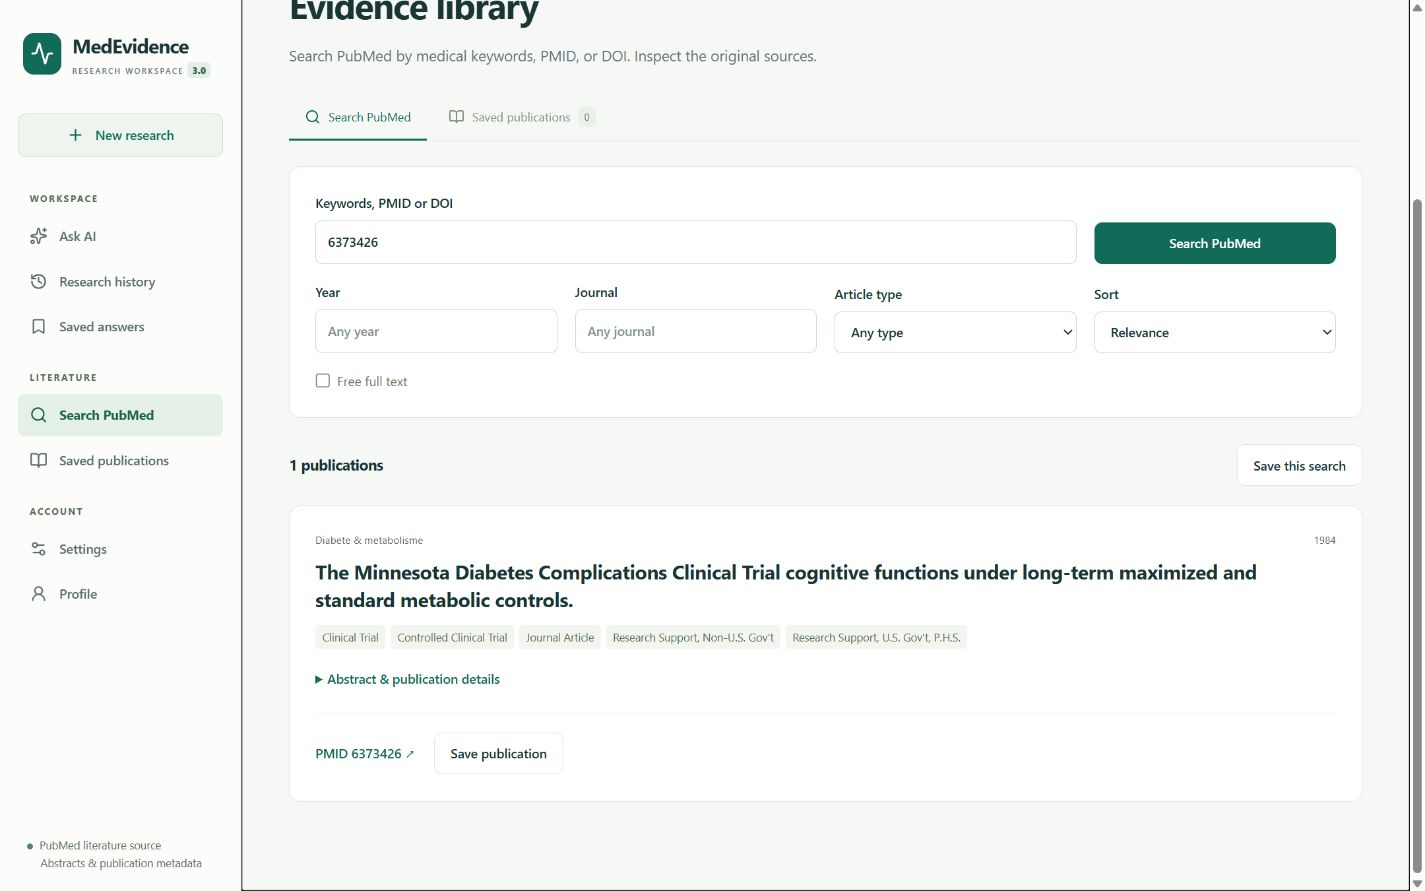 MedEvidence
RESEARCH WORKSPACE 3.0
New research
WORKSPACE
Ask AI
Research history
Saved answers
LITERATURE
Search PubMed
Saved publications
ACCOUNT
Settings
Profile
PubMed literature source
Abstracts & publication metadata
Evidence library
Search PubMed by medical keywords, PMID, or DOI. Inspect the original sources.
Search PubMed
Saved publications 0
Keywords, PMID or DOI
6373426
Search PubMed
Year
Journal
Article type
Sort
Any year
Any journal
Any type
Relevance
Free full text
1 publications
Save this search
Diabete & metabolisme
1984
The Minnesota Diabetes Complications Clinical Trial cognitive functions under long-term maximized and
standard metabolic controls.
Clinical Trial
Controlled Clinical Trial
Journal Article
Research Support, Non-U.S. Gov't
Research Support, U.S. Gov't, P.H.S.
Abstract & publication details
PMID 6373426 ↗
Save publication